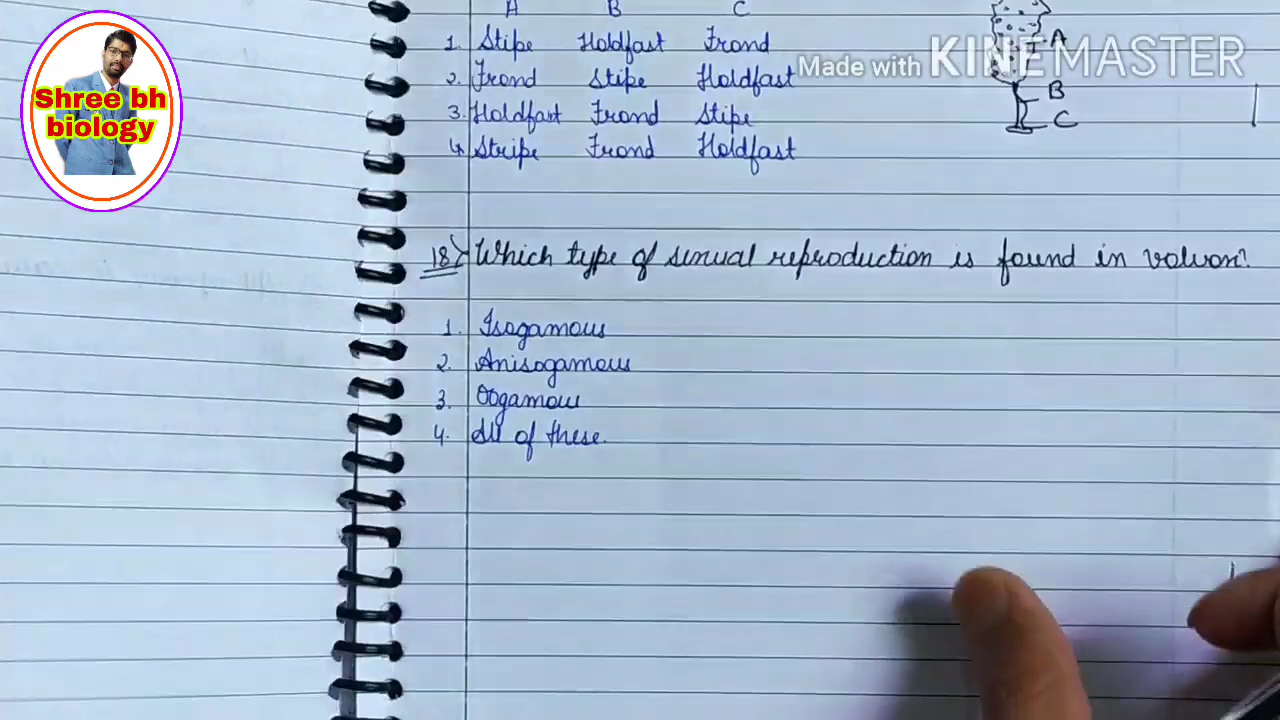 Shree bh
biology
Made with KINEMASTER
A B C
1. Stipe Holdfast Frond
2. Frond Stipe Holdfast
3. Holdfast Frond Stipe
4. Stripe Frond Holdfast
A
B
C
18) Which type of sexual reproduction is found in volvox?
1. Isogamous
2. Anisogamous
3. Oogamous
4. All of these.